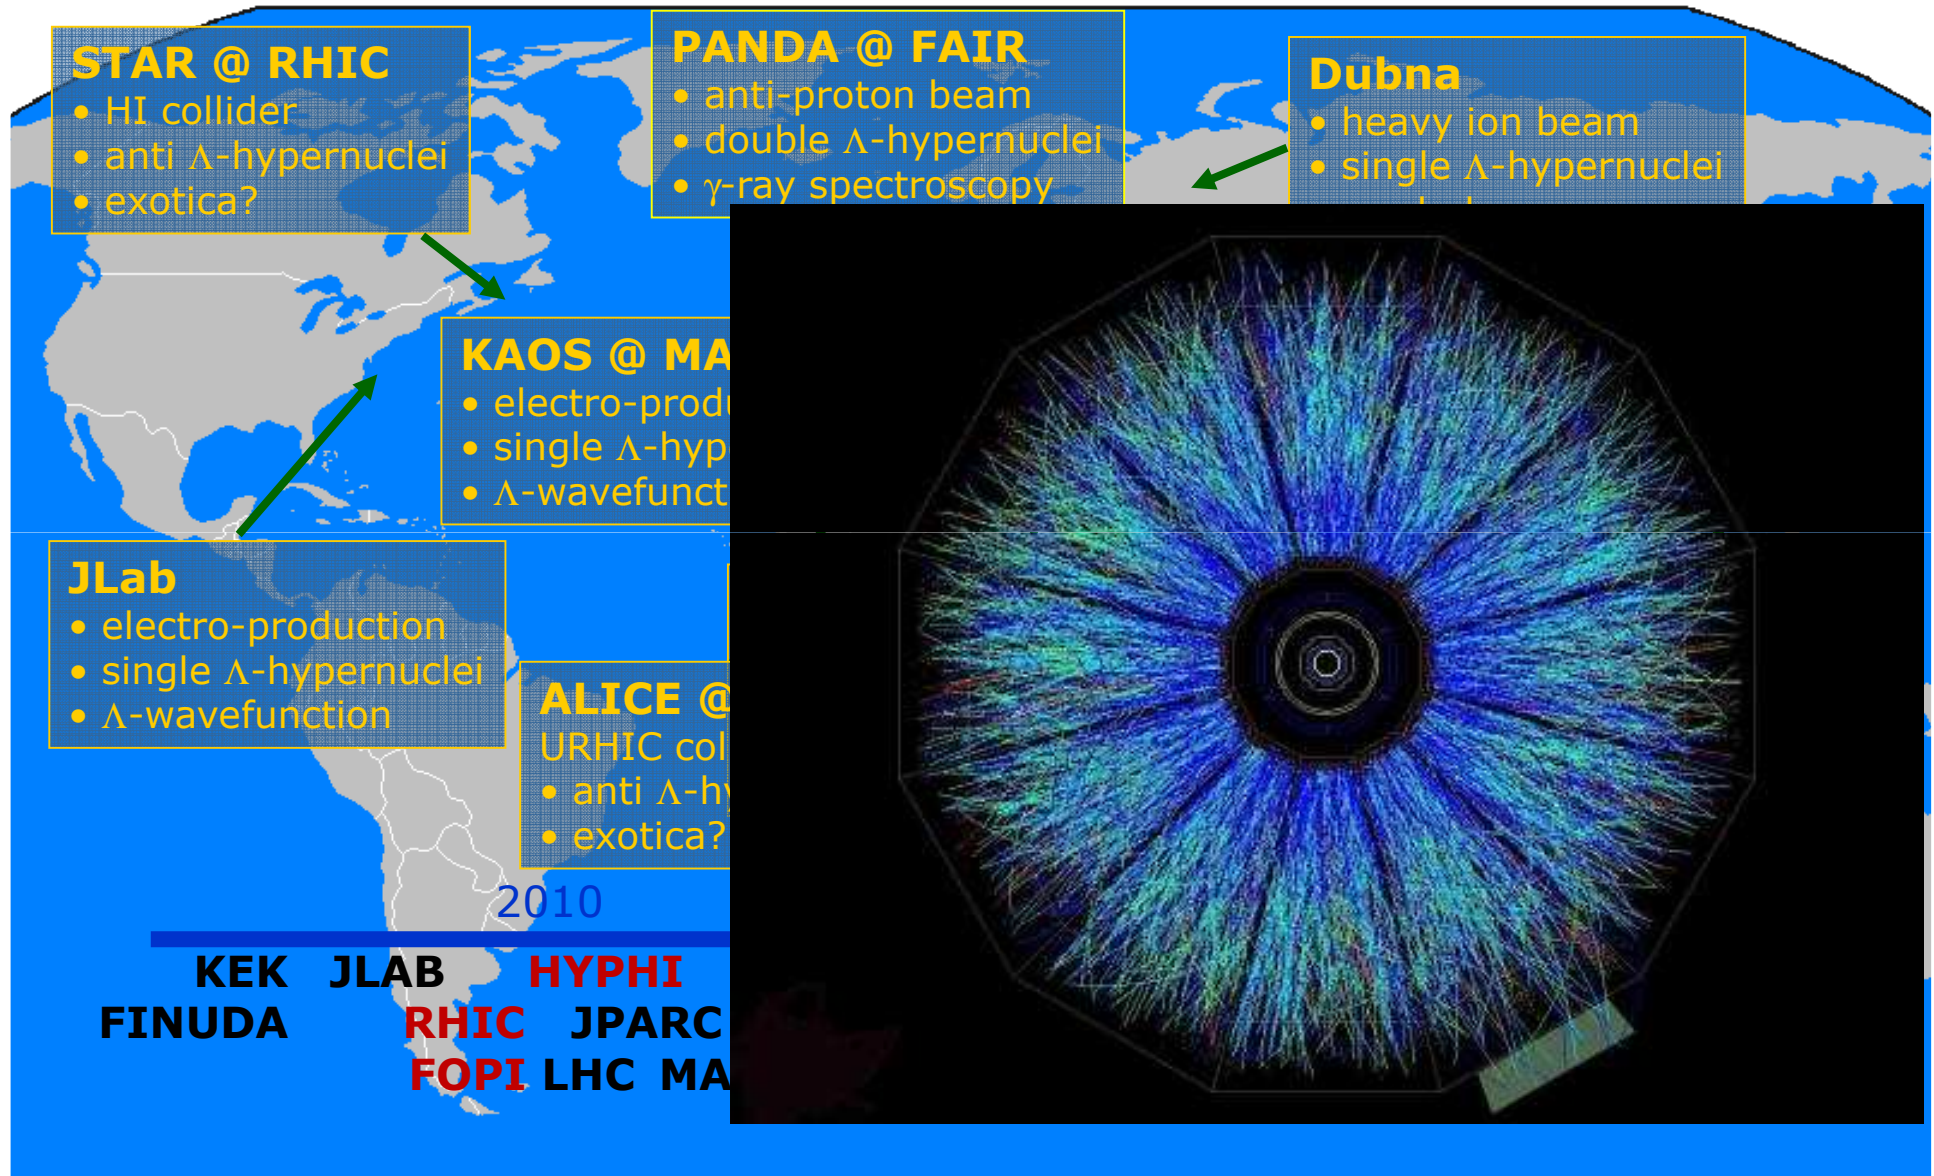 STAR @ RHIC
• HI collider
• anti Λ-hypernuclei
• exotica?
PANDA @ FAIR
• anti-proton beam
• double Λ-hypernuclei
• γ-ray spectroscopy
Dubna
• heavy ion beam
• single Λ-hypernuclei
KAOS @ MA
• electro-produ
• single Λ-hyp
• Λ-wavefunct
JLab
• electro-production
• single Λ-hypernuclei
• Λ-wavefunction
ALICE @
URHIC col
• anti Λ-hy
• exotica?
2010
KEK JLAB HYPHI
FINUDA RHIC JPARC
FOPI LHC MA